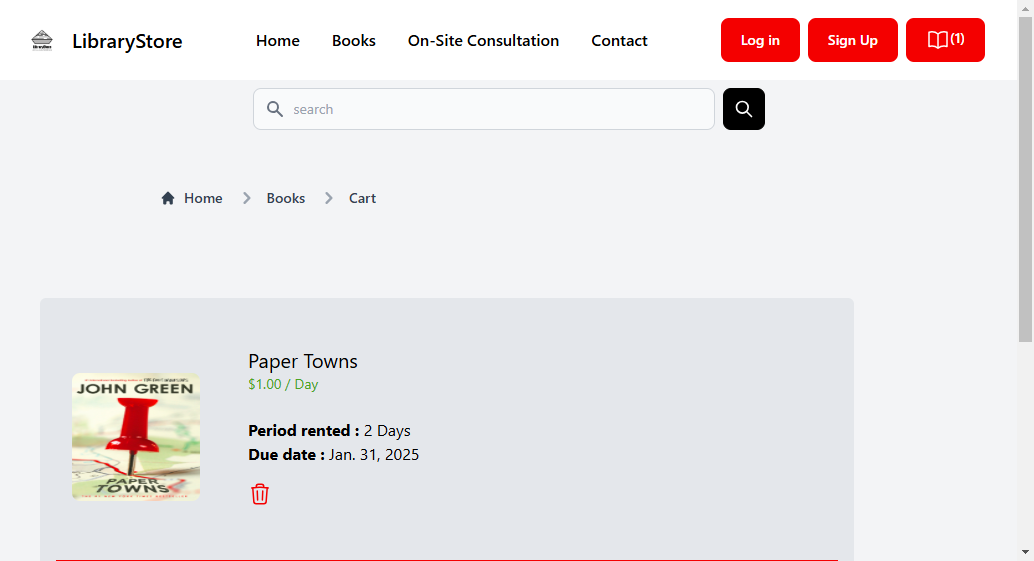 LibraryStore
Home
Books
On-Site Consultation
Contact
Log in
Sign Up
(1)
search
Home
Books
Cart
JOHN GREEN
PAPER
TOWNS
Paper Towns
$1.00 / Day
Period rented : 2 Days
Due date : Jan. 31, 2025